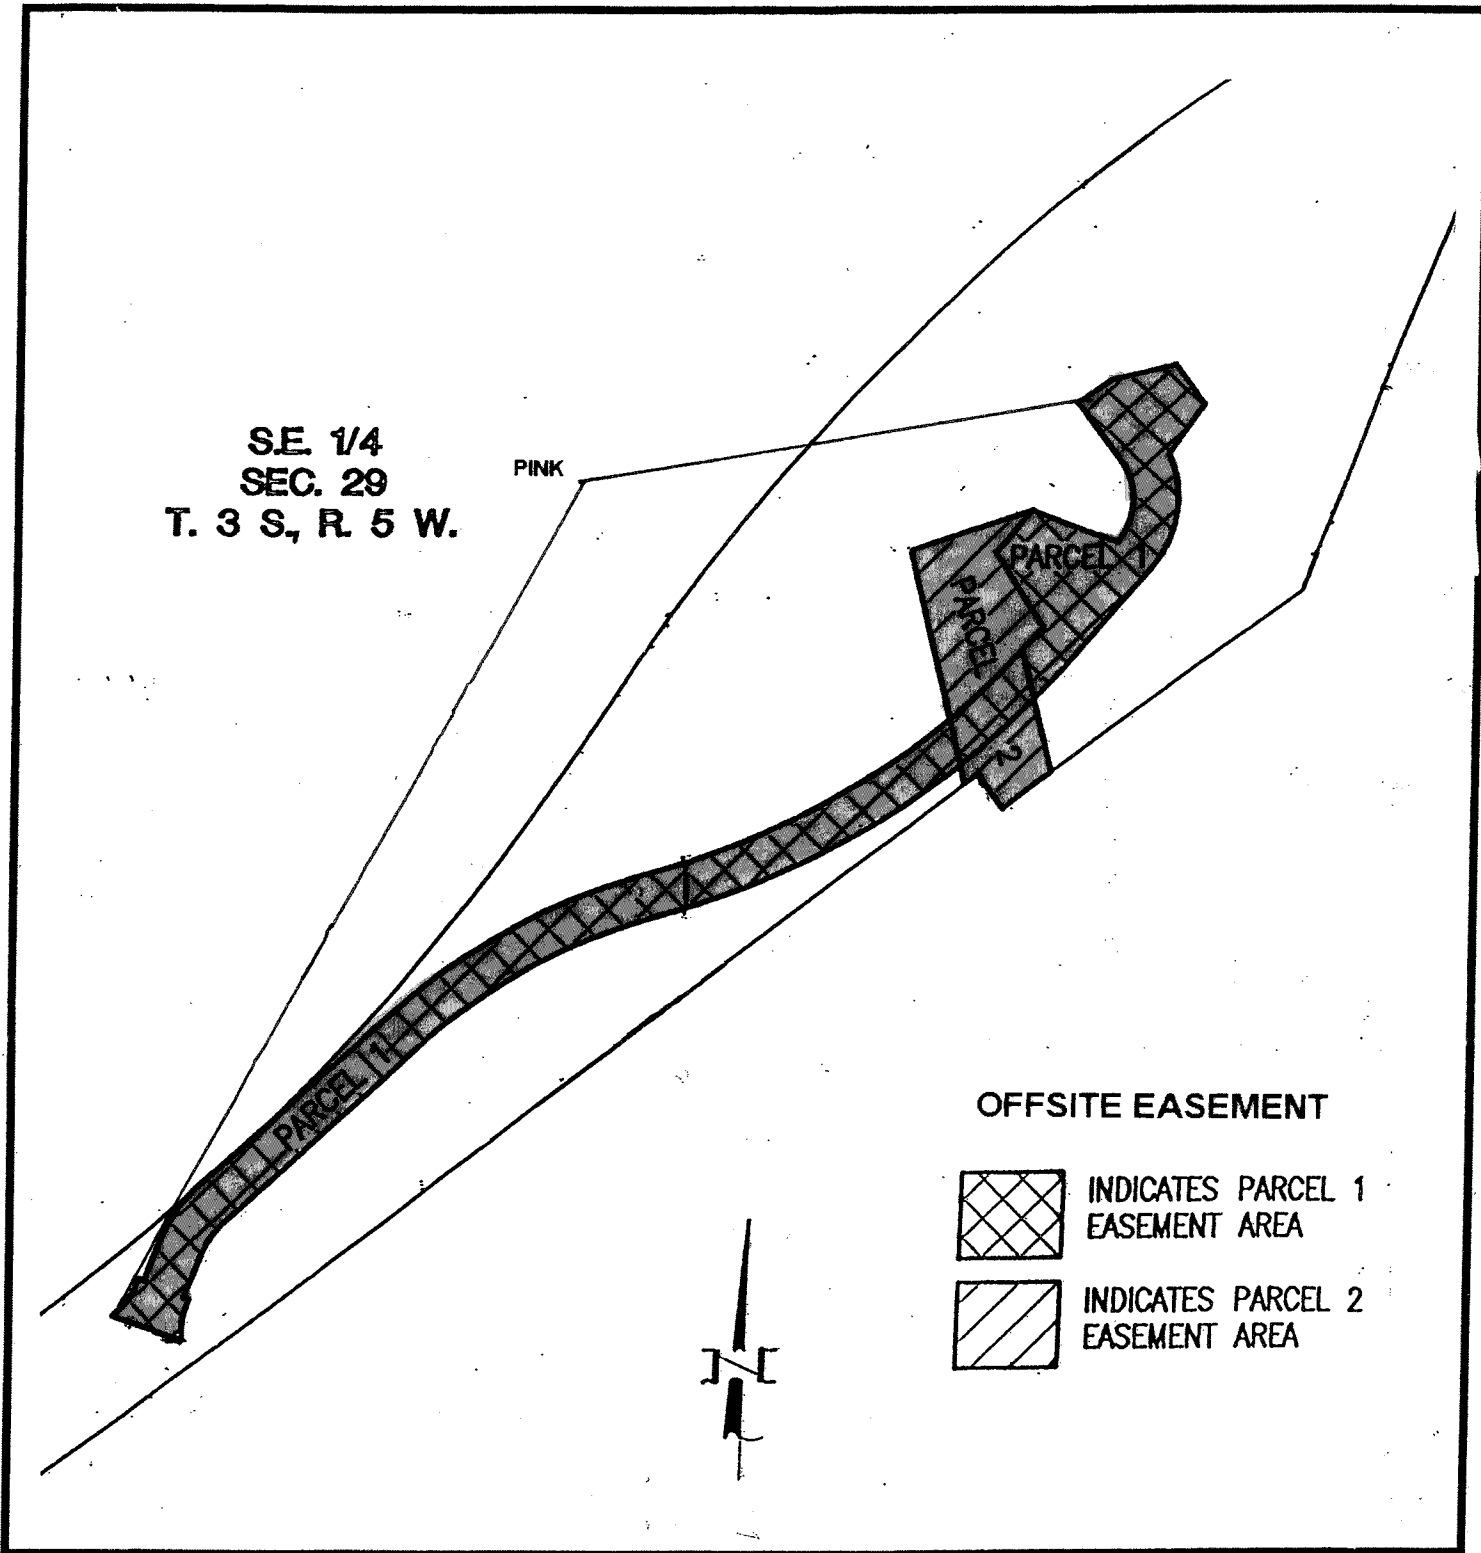 S.E. 1/4
SEC. 29
T. 3 S., R. 5 W.
PINK
PARCEL 1
PARCEL 2
PARCEL 1
OFFSITE EASEMENT
INDICATES PARCEL 1
EASEMENT AREA
INDICATES PARCEL 2
EASEMENT AREA
N